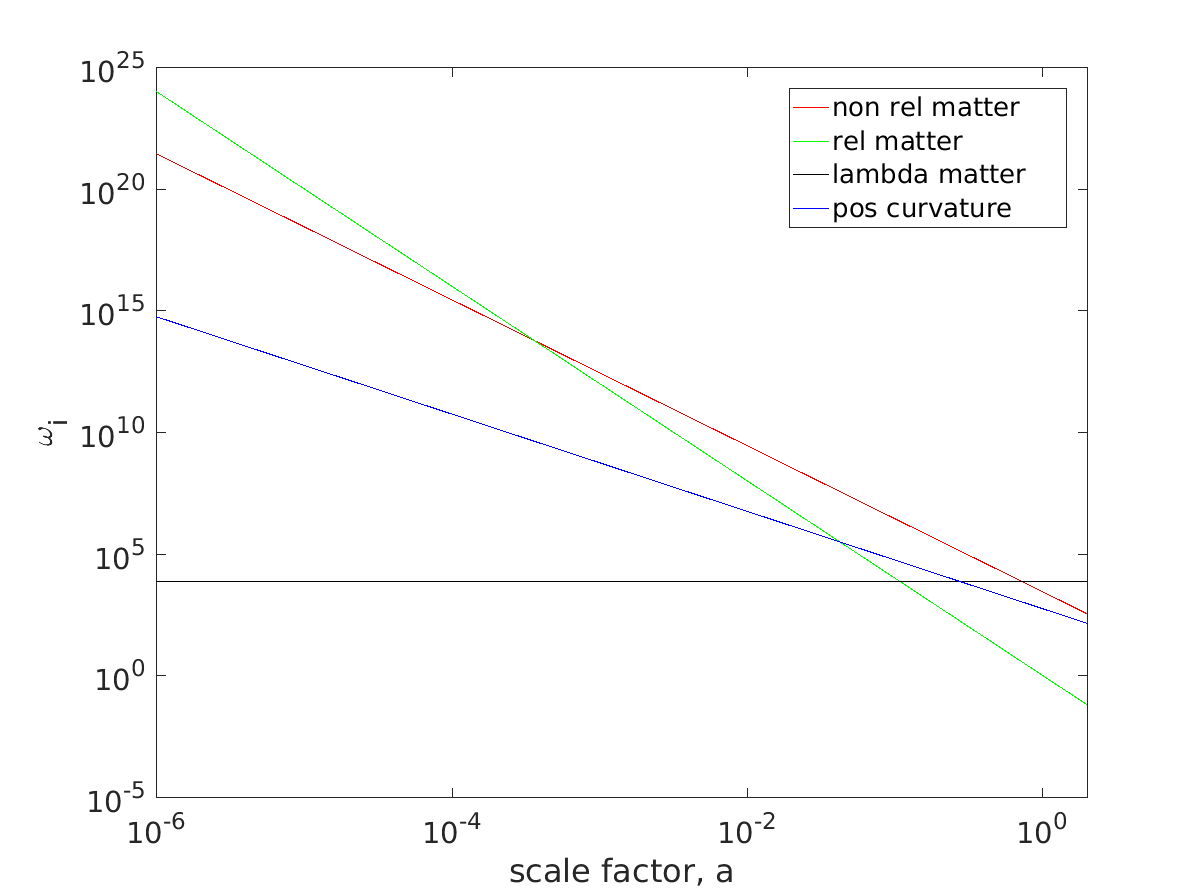 10^25
non rel matter
rel matter
lambda matter
pos curvature
10^20
10^15
10^10
ω_i
10^5
10^0
10^-5
10^-6 10^-4 10^-2 10^0
scale factor, a